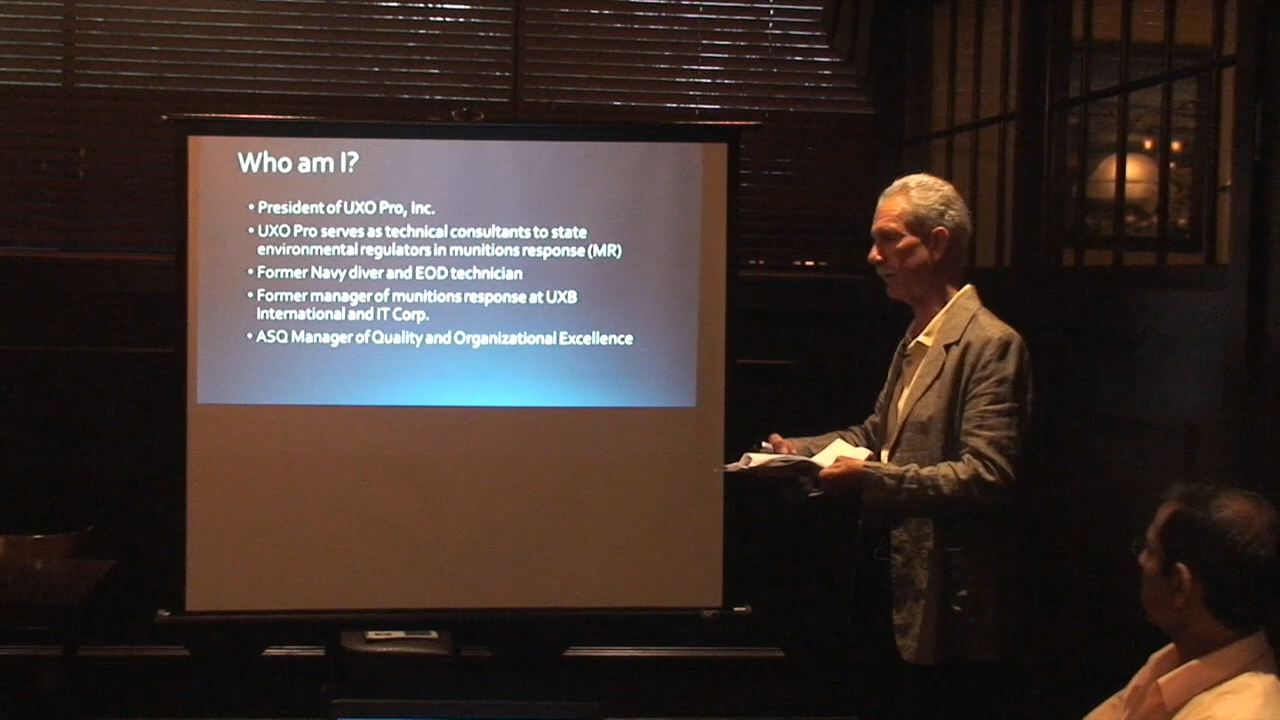 Who am I?
• President of UXO Pro, Inc.
• UXO Pro serves as technical consultants to state
environmental regulators in munitions response (MR)
• Former Navy diver and EOD technician
• Former manager of munitions response at UXB
International and IT Corp.
• ASQ Manager of Quality and Organizational Excellence